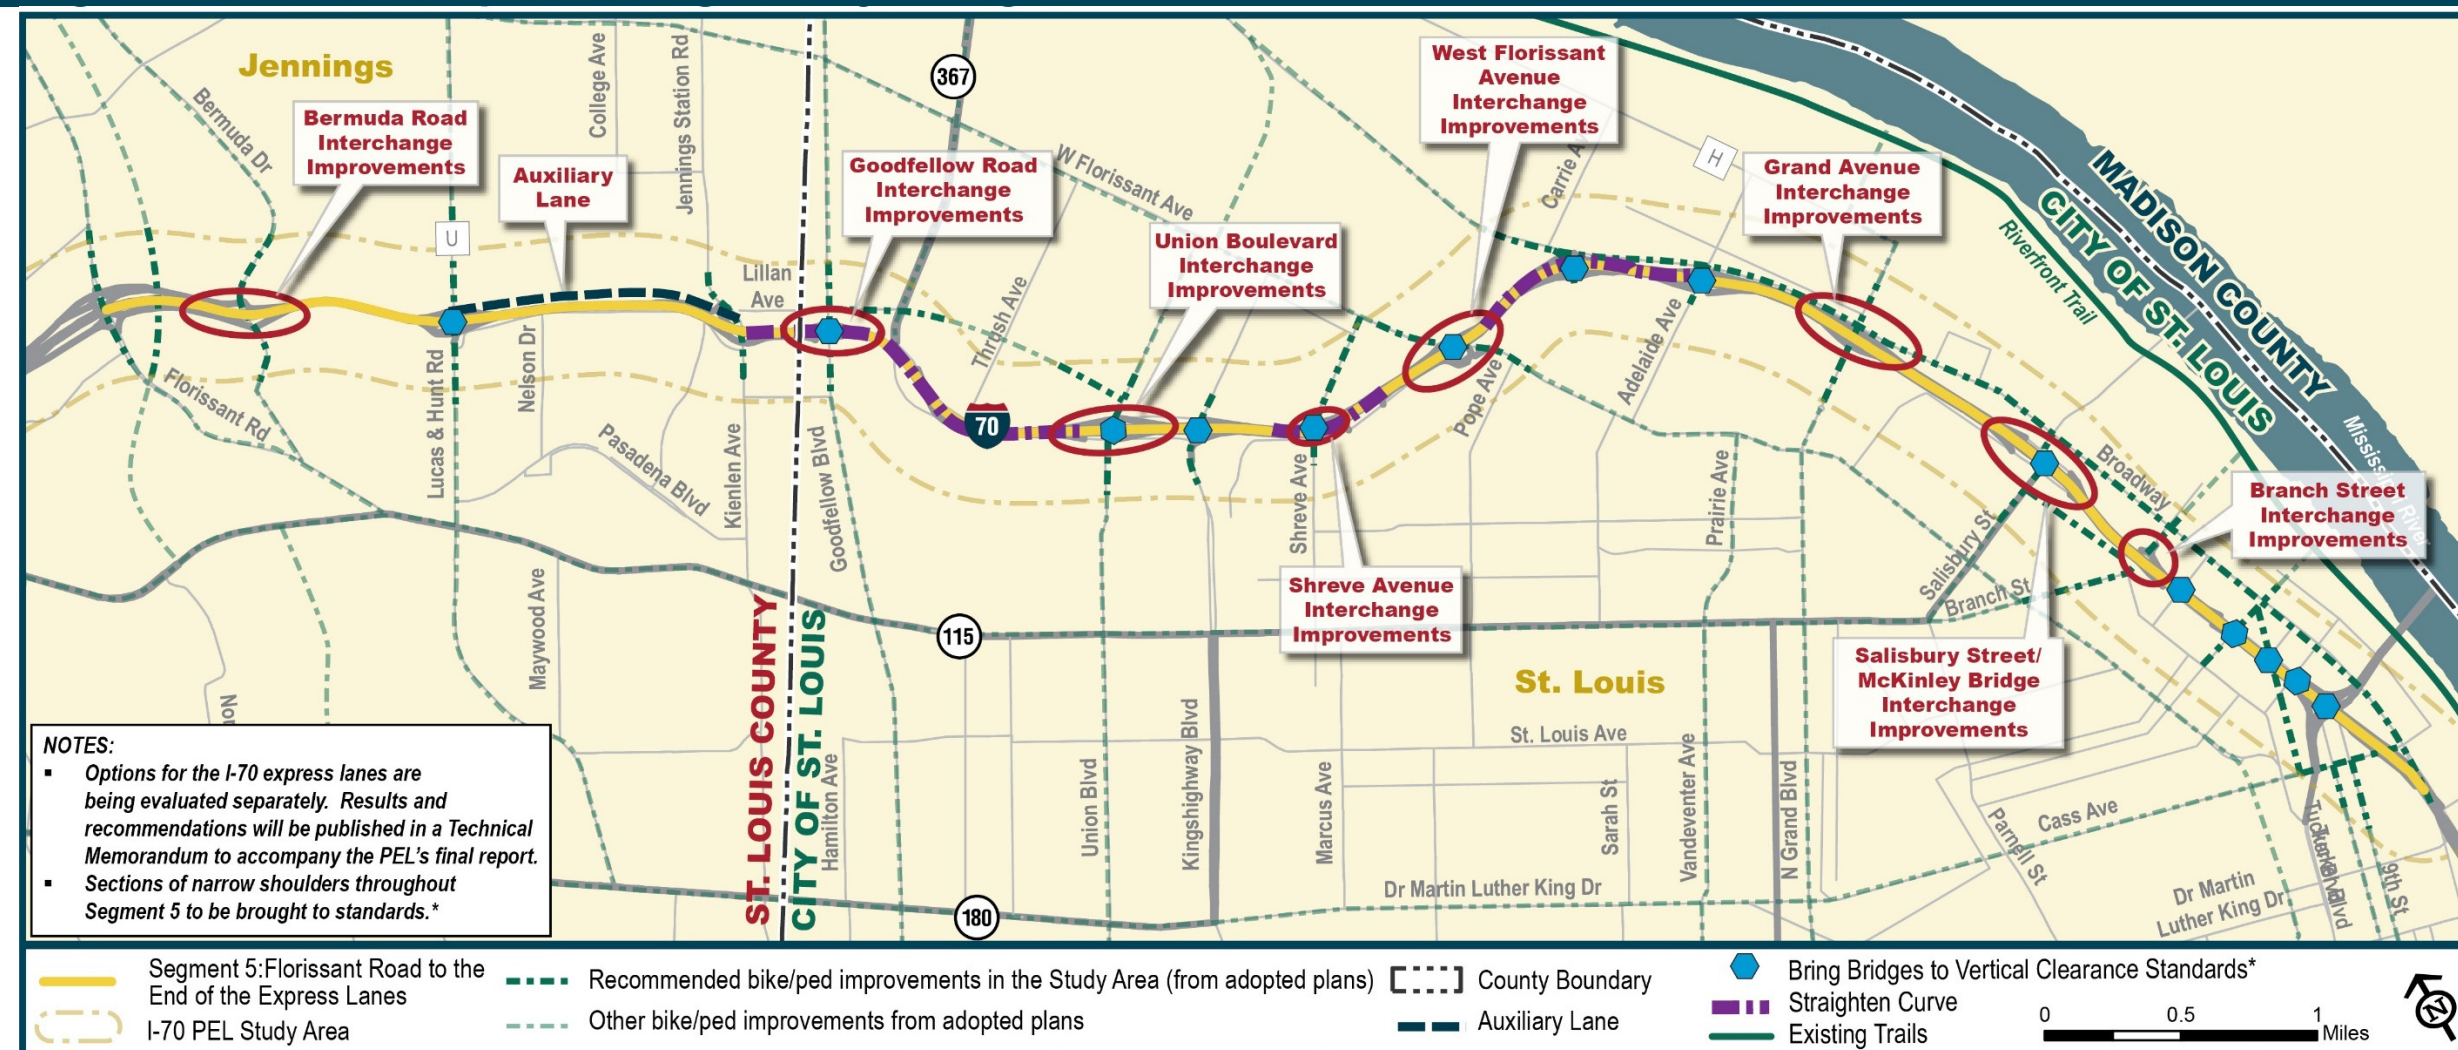 Jennings
Bermuda Dr
Bermuda Road
Interchange
Improvements
Auxiliary
Lane
College Ave
Jennings Station Rd
U
367
Goodfellow Road
Interchange
Improvements
W Florissant Ave
Union Boulevard
Interchange
Improvements
West Florissant
Avenue
Interchange
Improvements
Carrie
H
Grand Avenue
Interchange
Improvements
Riverfront Trail
MADISON COUNTY
CITY OF ST. LOUIS
Lillan
Ave
Thrush Ave
70
Florissant Rd
Lucas & Hunt Rd
Nelson Dr
Pasadena Blvd
Kienlen Ave
Goodfellow Blvd
Shreve Ave
Pope Ave
Adelaide Ave
Prairie Ave
Broadway
Salisbury St
Branch St
Branch Street
Interchange
Improvements
Shreve Avenue
Interchange
Improvements
Salisbury Street/
McKinley Bridge
Interchange
Improvements
Maywood Ave
115
ST. LOUIS COUNTY
CITY OF ST. LOUIS
Hamilton Ave
St. Louis
St. Louis Ave
Union Blvd
Kingshighway Blvd
Marcus Ave
Sarah St
Vandeventer Ave
N Grand Blvd
Parnell St
Cass Ave
Dr Martin Luther King Dr
Dr Martin
Luther King Dr
9th St
180
NOTES:
▪ Options for the I-70 express lanes are
being evaluated separately. Results and
recommendations will be published in a Technical
Memorandum to accompany the PEL's final report.
▪ Sections of narrow shoulders throughout
Segment 5 to be brought to standards.*
Segment 5:Florissant Road to the
End of the Express Lanes
I-70 PEL Study Area
Recommended bike/ped improvements in the Study Area (from adopted plans)
Other bike/ped improvements from adopted plans
County Boundary
Auxiliary Lane
Bring Bridges to Vertical Clearance Standards*
Straighten Curve
Existing Trails
0 0.5 1
Miles
N